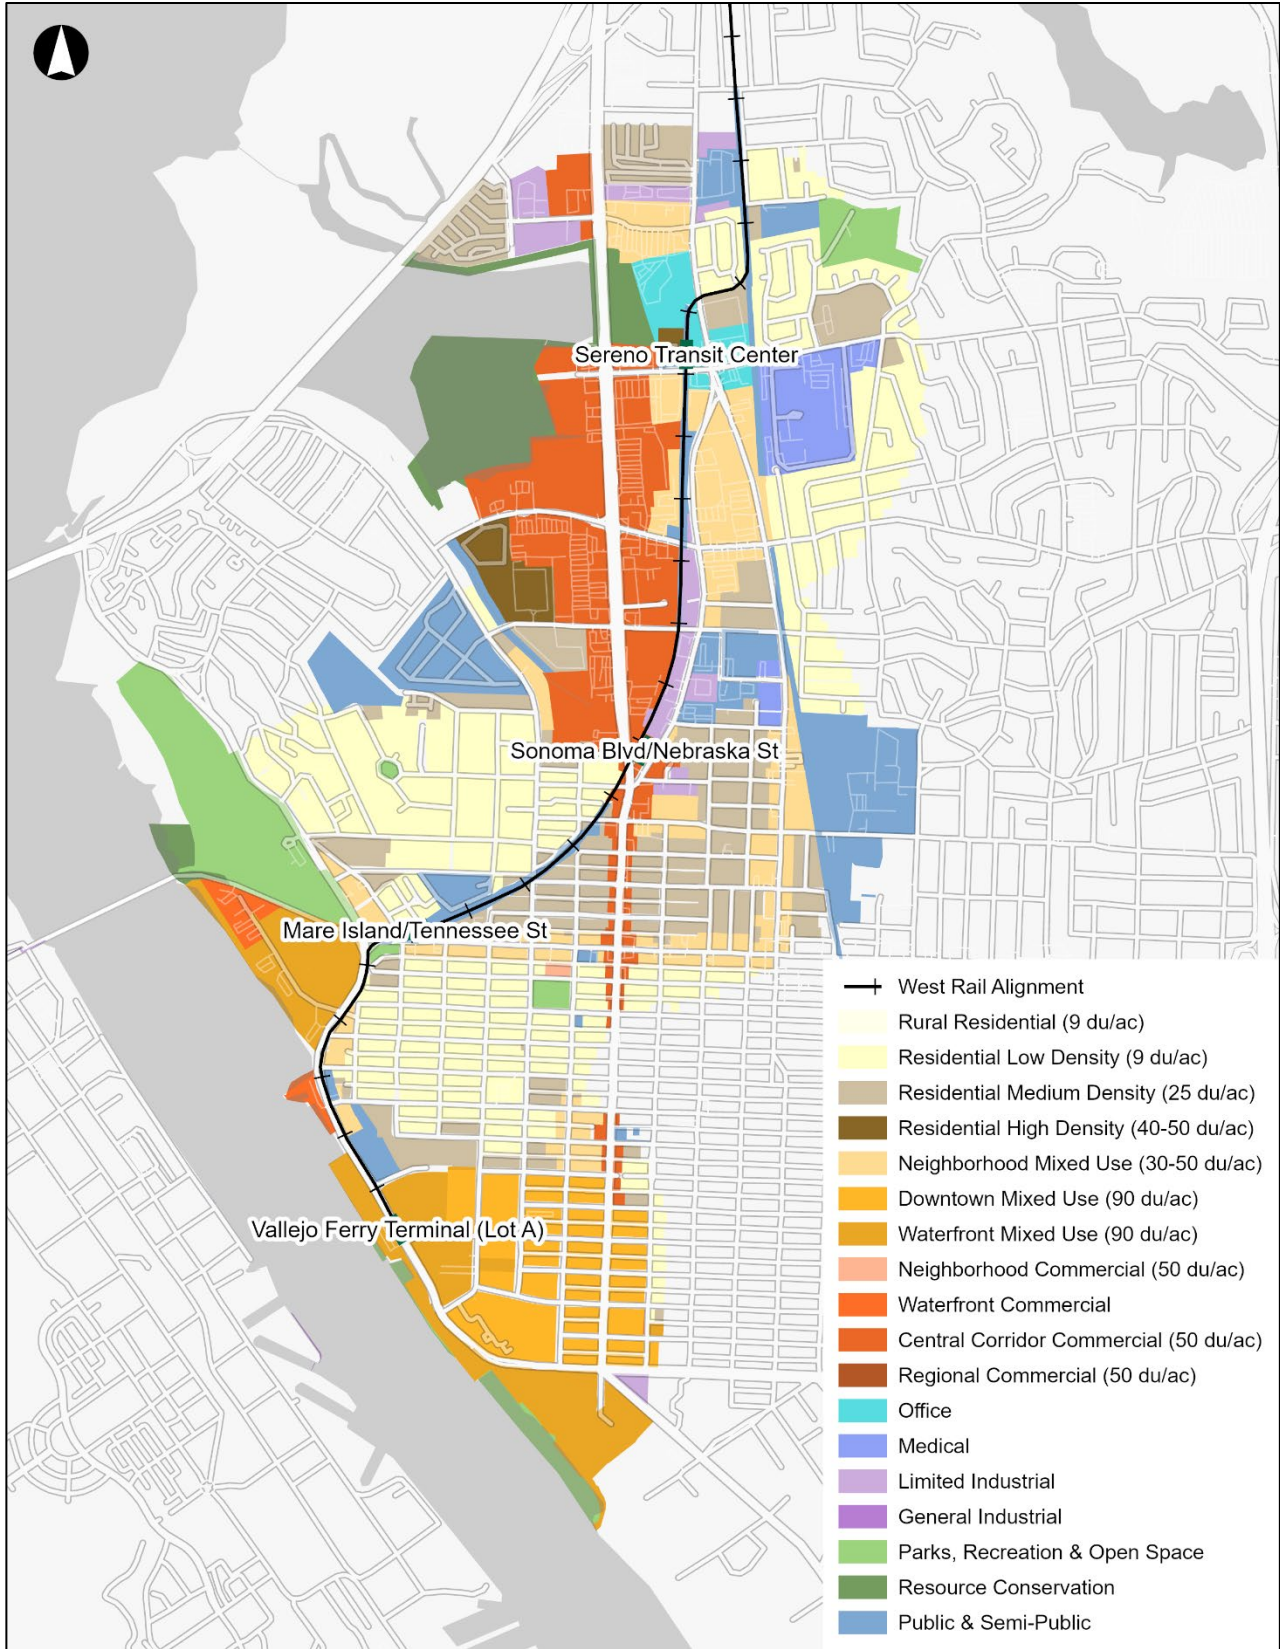 Sereno Transit Center
Sonoma Blvd/Nebraska St
Mare Island/Tennessee St
Vallejo Ferry Terminal (Lot A)
West Rail Alignment
Rural Residential (9 du/ac)
Residential Low Density (9 du/ac)
Residential Medium Density (25 du/ac)
Residential High Density (40-50 du/ac)
Neighborhood Mixed Use (30-50 du/ac)
Downtown Mixed Use (90 du/ac)
Waterfront Mixed Use (90 du/ac)
Neighborhood Commercial (50 du/ac)
Waterfront Commercial
Central Corridor Commercial (50 du/ac)
Regional Commercial (50 du/ac)
Office
Medical
Limited Industrial
General Industrial
Parks, Recreation & Open Space
Resource Conservation
Public & Semi-Public